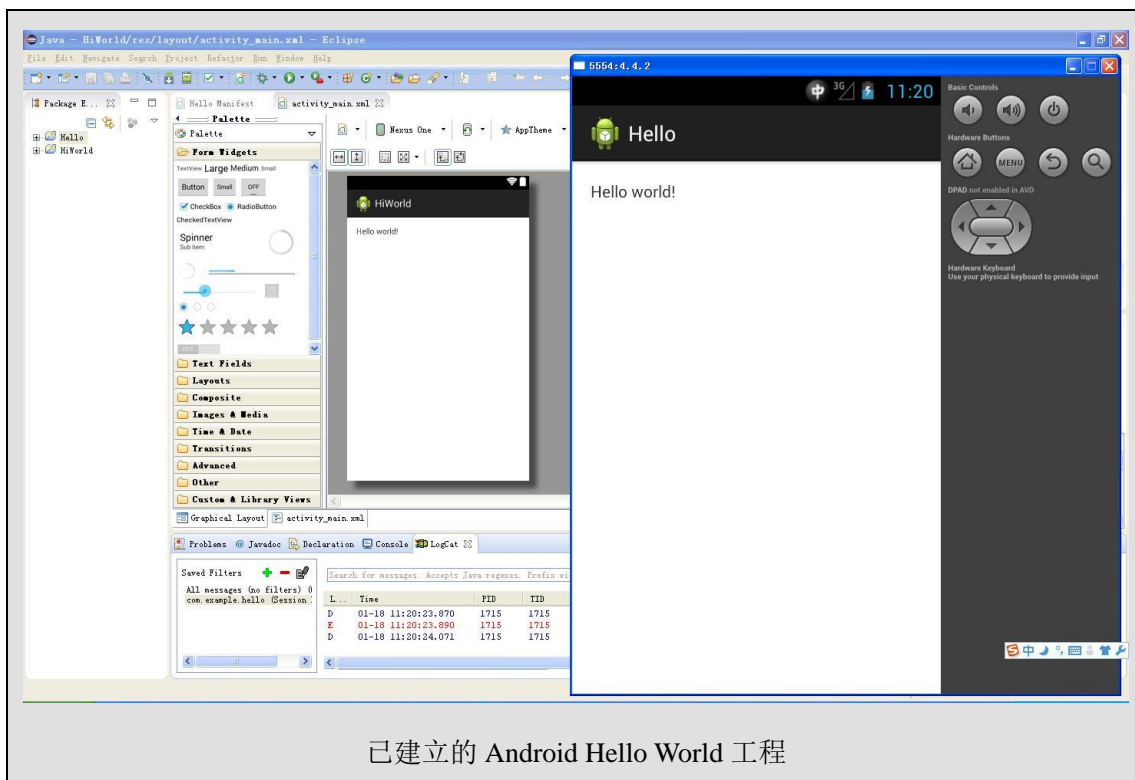 Java - HiWorld/res/layout/activity_main.xml - Eclipse
File Edit Navigate Search Project Refactor Run Window Help
Package E...
Hello
HiWorld
Hello Manifest
activity_main.xml
Palette
Palette
Form Widgets
TextView Large Medium Small
Button Small OFF
CheckBox RadioButton
CheckedTextView
Spinner
Sub Item
OFF
Text Fields
Layouts
Composite
Images & Media
Time & Date
Transitions
Advanced
Other
Custom & Library Views
Graphical Layout activity_main.xml
Nexus One AppTheme
HiWorld
Hello world!
Problems Javadoc Declaration Console LogCat
Saved Filters
All messages (no filters) (
com.example.hello (Session
Search for messages. Accepts Java regexes. Prefix wi
L... Time PID TID
D 01-18 11:20:23.870 1715 1715
E 01-18 11:20:23.890 1715 1715
D 01-18 11:20:24.071 1715 1715
5554:4.4.2
中 3G 11:20
Hello
Hello world!
Basic Controls
Hardware Buttons
MENU
DPAD not enabled in AVD
Hardware Keyboard
Use your physical keyboard to provide input
中
已建立的 Android Hello World 工程